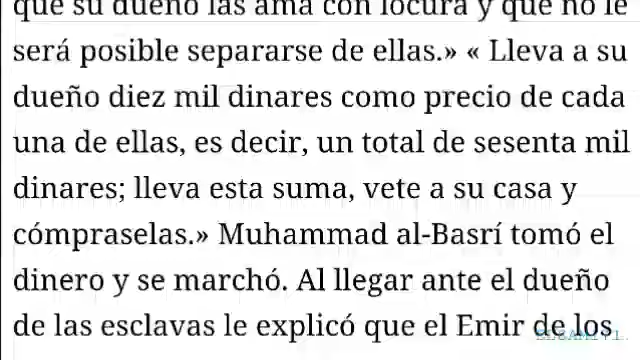 que su dueño las ama con locura y que no le
será posible separarse de ellas.» « Lleva a su
dueño diez mil dinares como precio de cada
una de ellas, es decir, un total de sesenta mil
dinares; lleva esta suma, vete a su casa y
cómpraselas.» Muhammad al-Basrí tomó el
dinero y se marchó. Al llegar ante el dueño
de las esclavas le explicó que el Emir de los